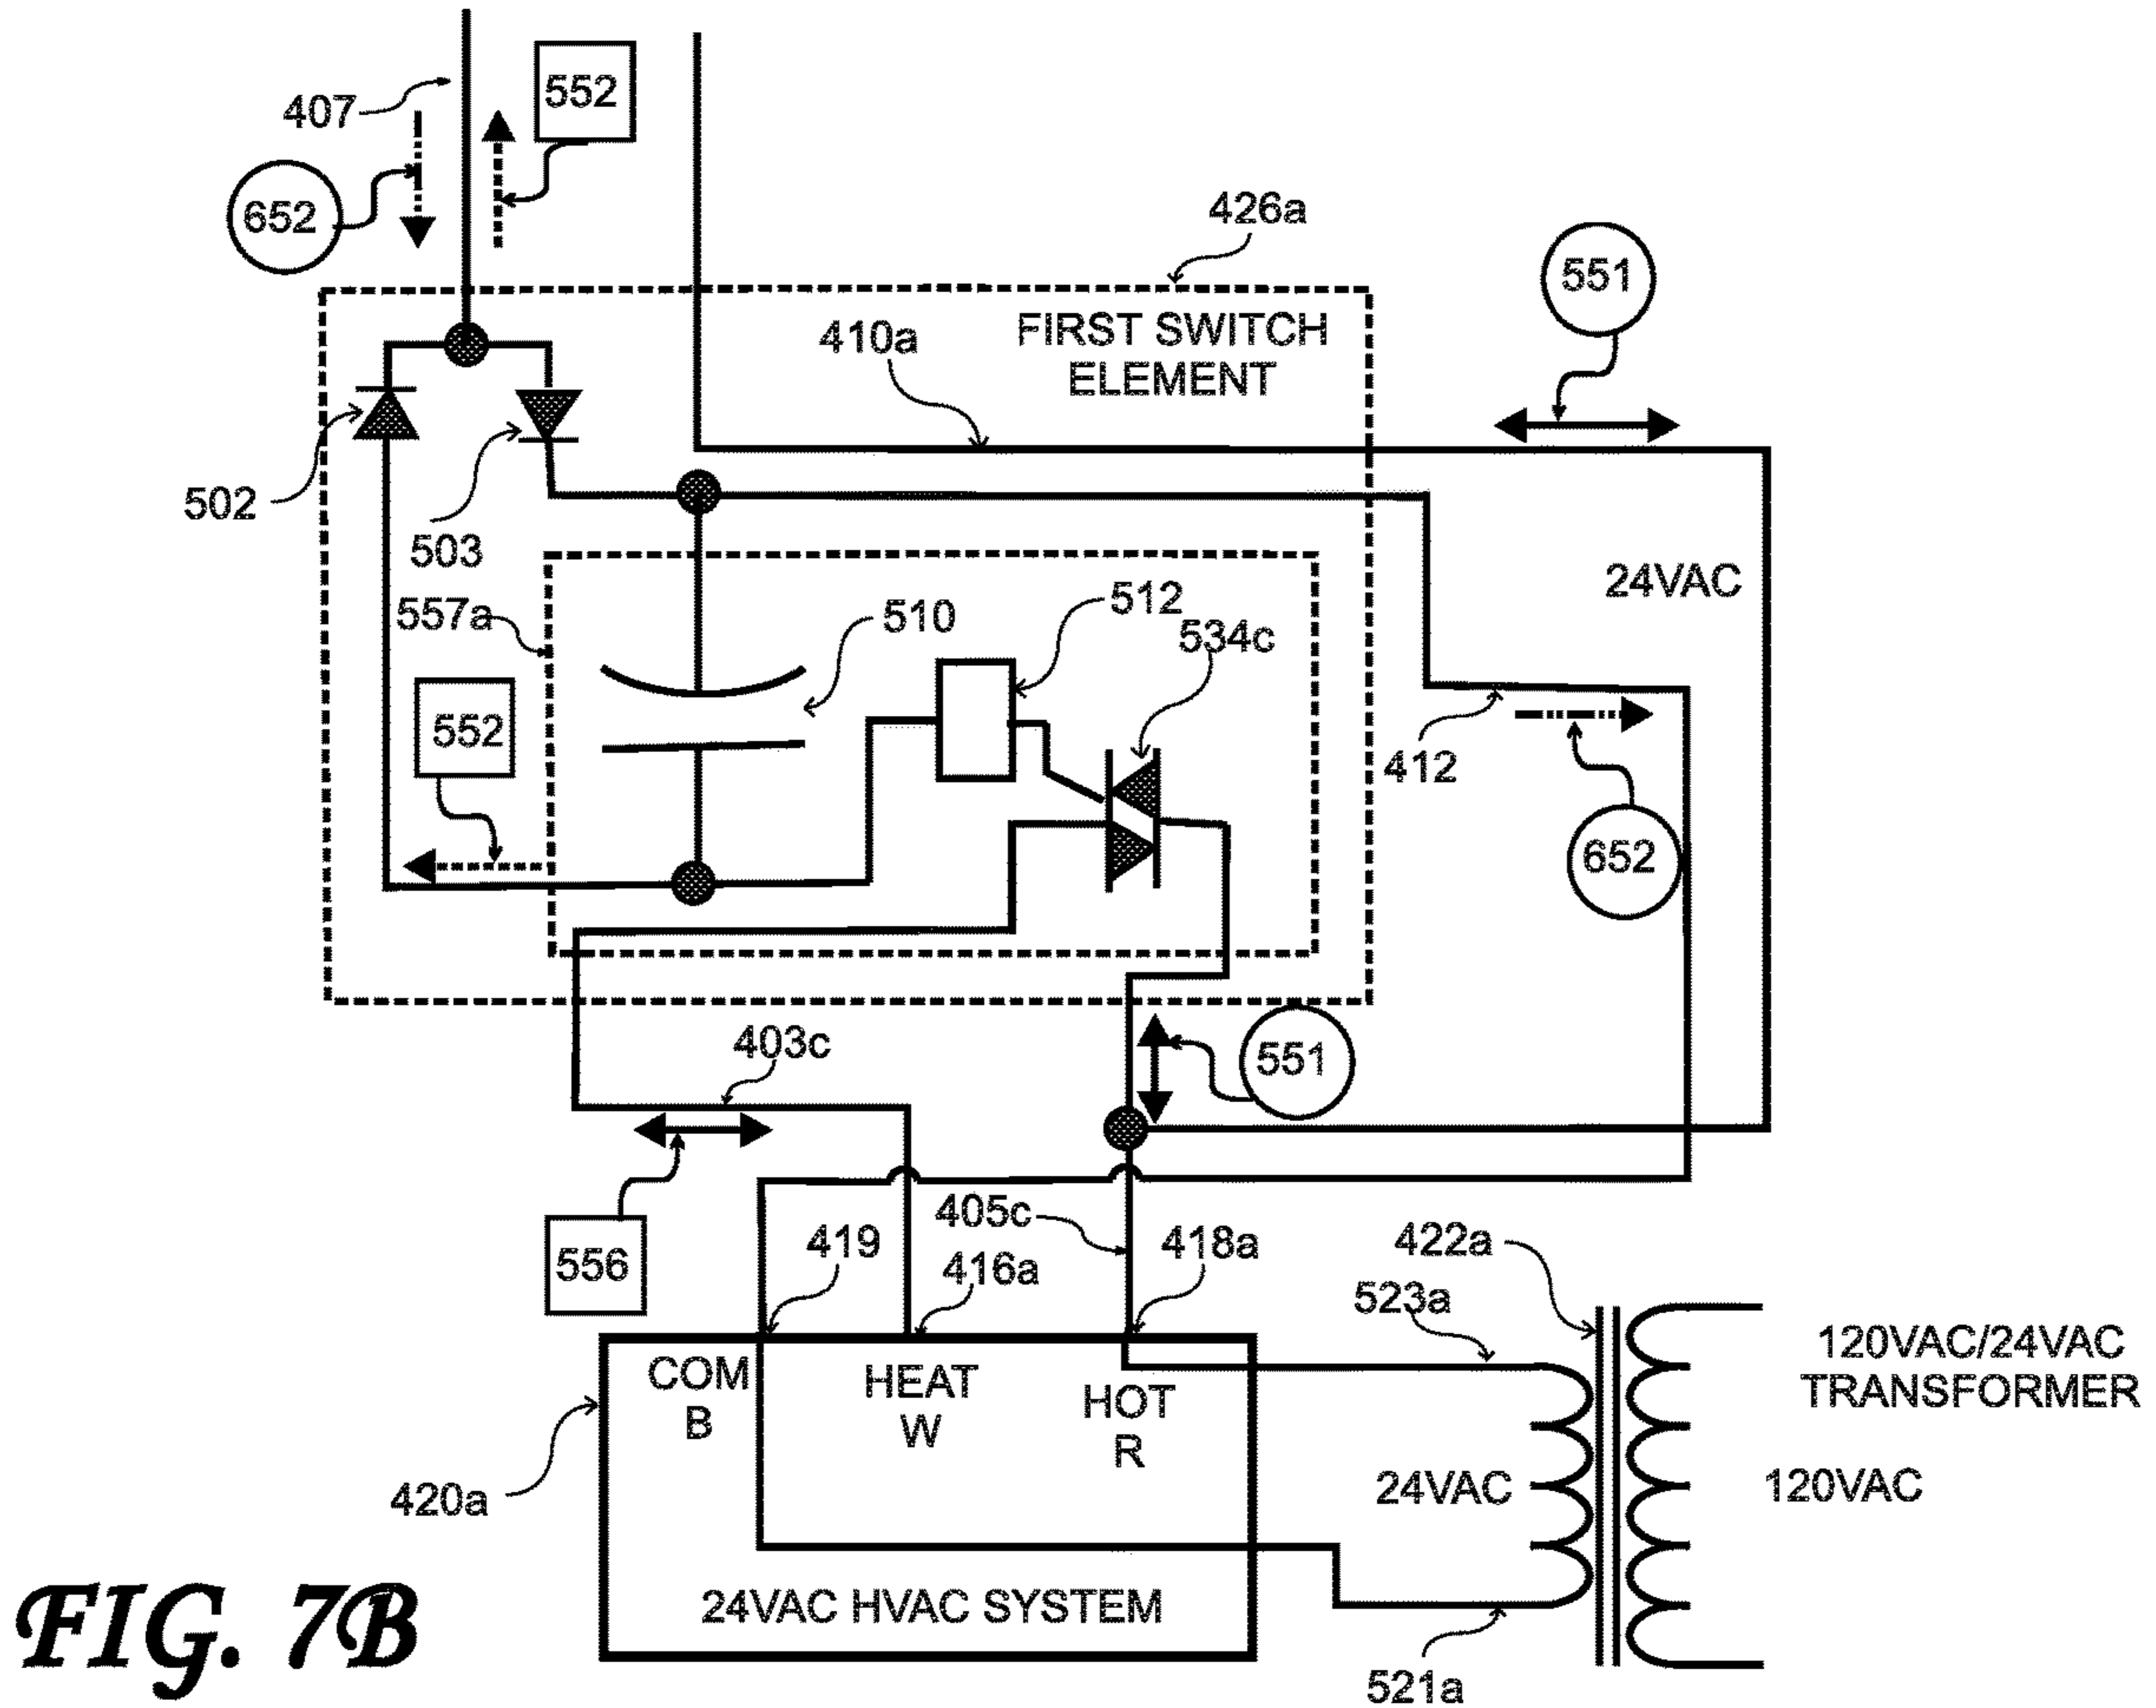 407
552
652
426a
551
410a
FIRST SWITCH
ELEMENT
502
503
24VAC
557a
510
512
534c
552
412
652
403c
551
556
419
416a
405c
418a
422a
523a
COM
B
HEAT
W
HOT
R
120VAC/24VAC
TRANSFORMER
420a
24VAC
120VAC
24VAC HVAC SYSTEM
521a
FIG. 7B